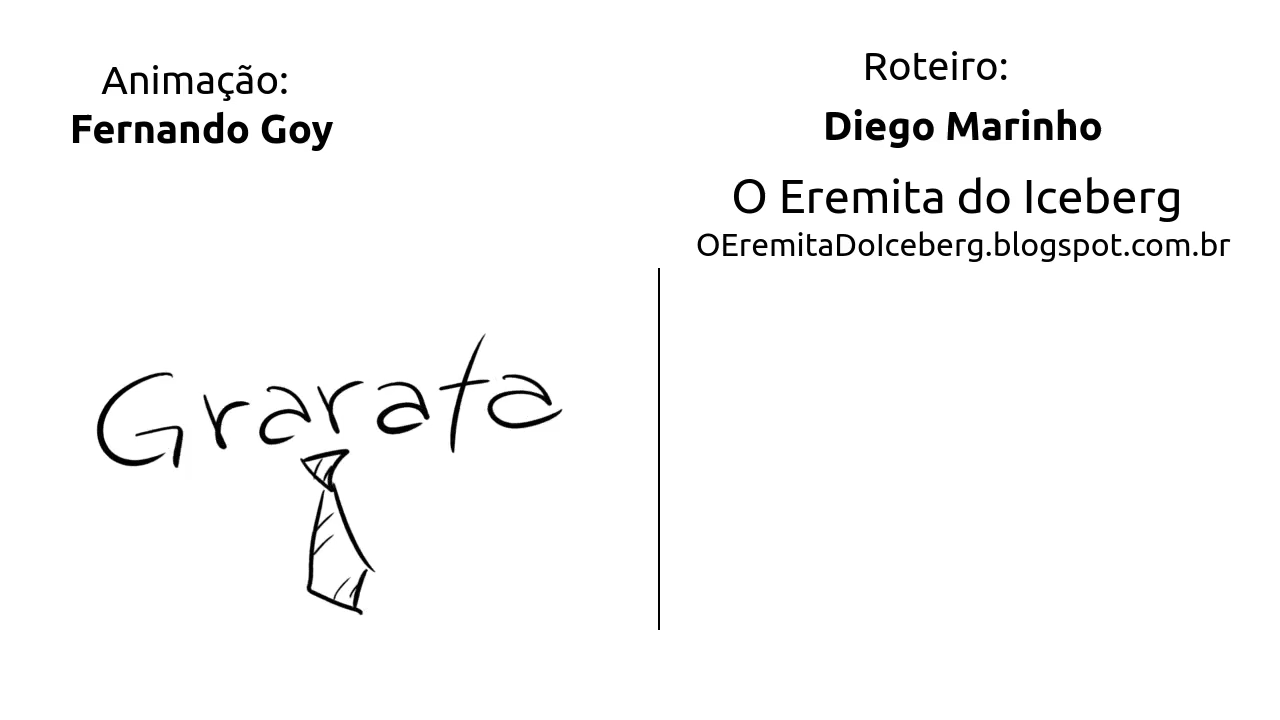 Animação:
Fernando Goy
Grarata
Roteiro:
Diego Marinho
O Eremita do Iceberg
OEremitaDoIceberg.blogspot.com.br